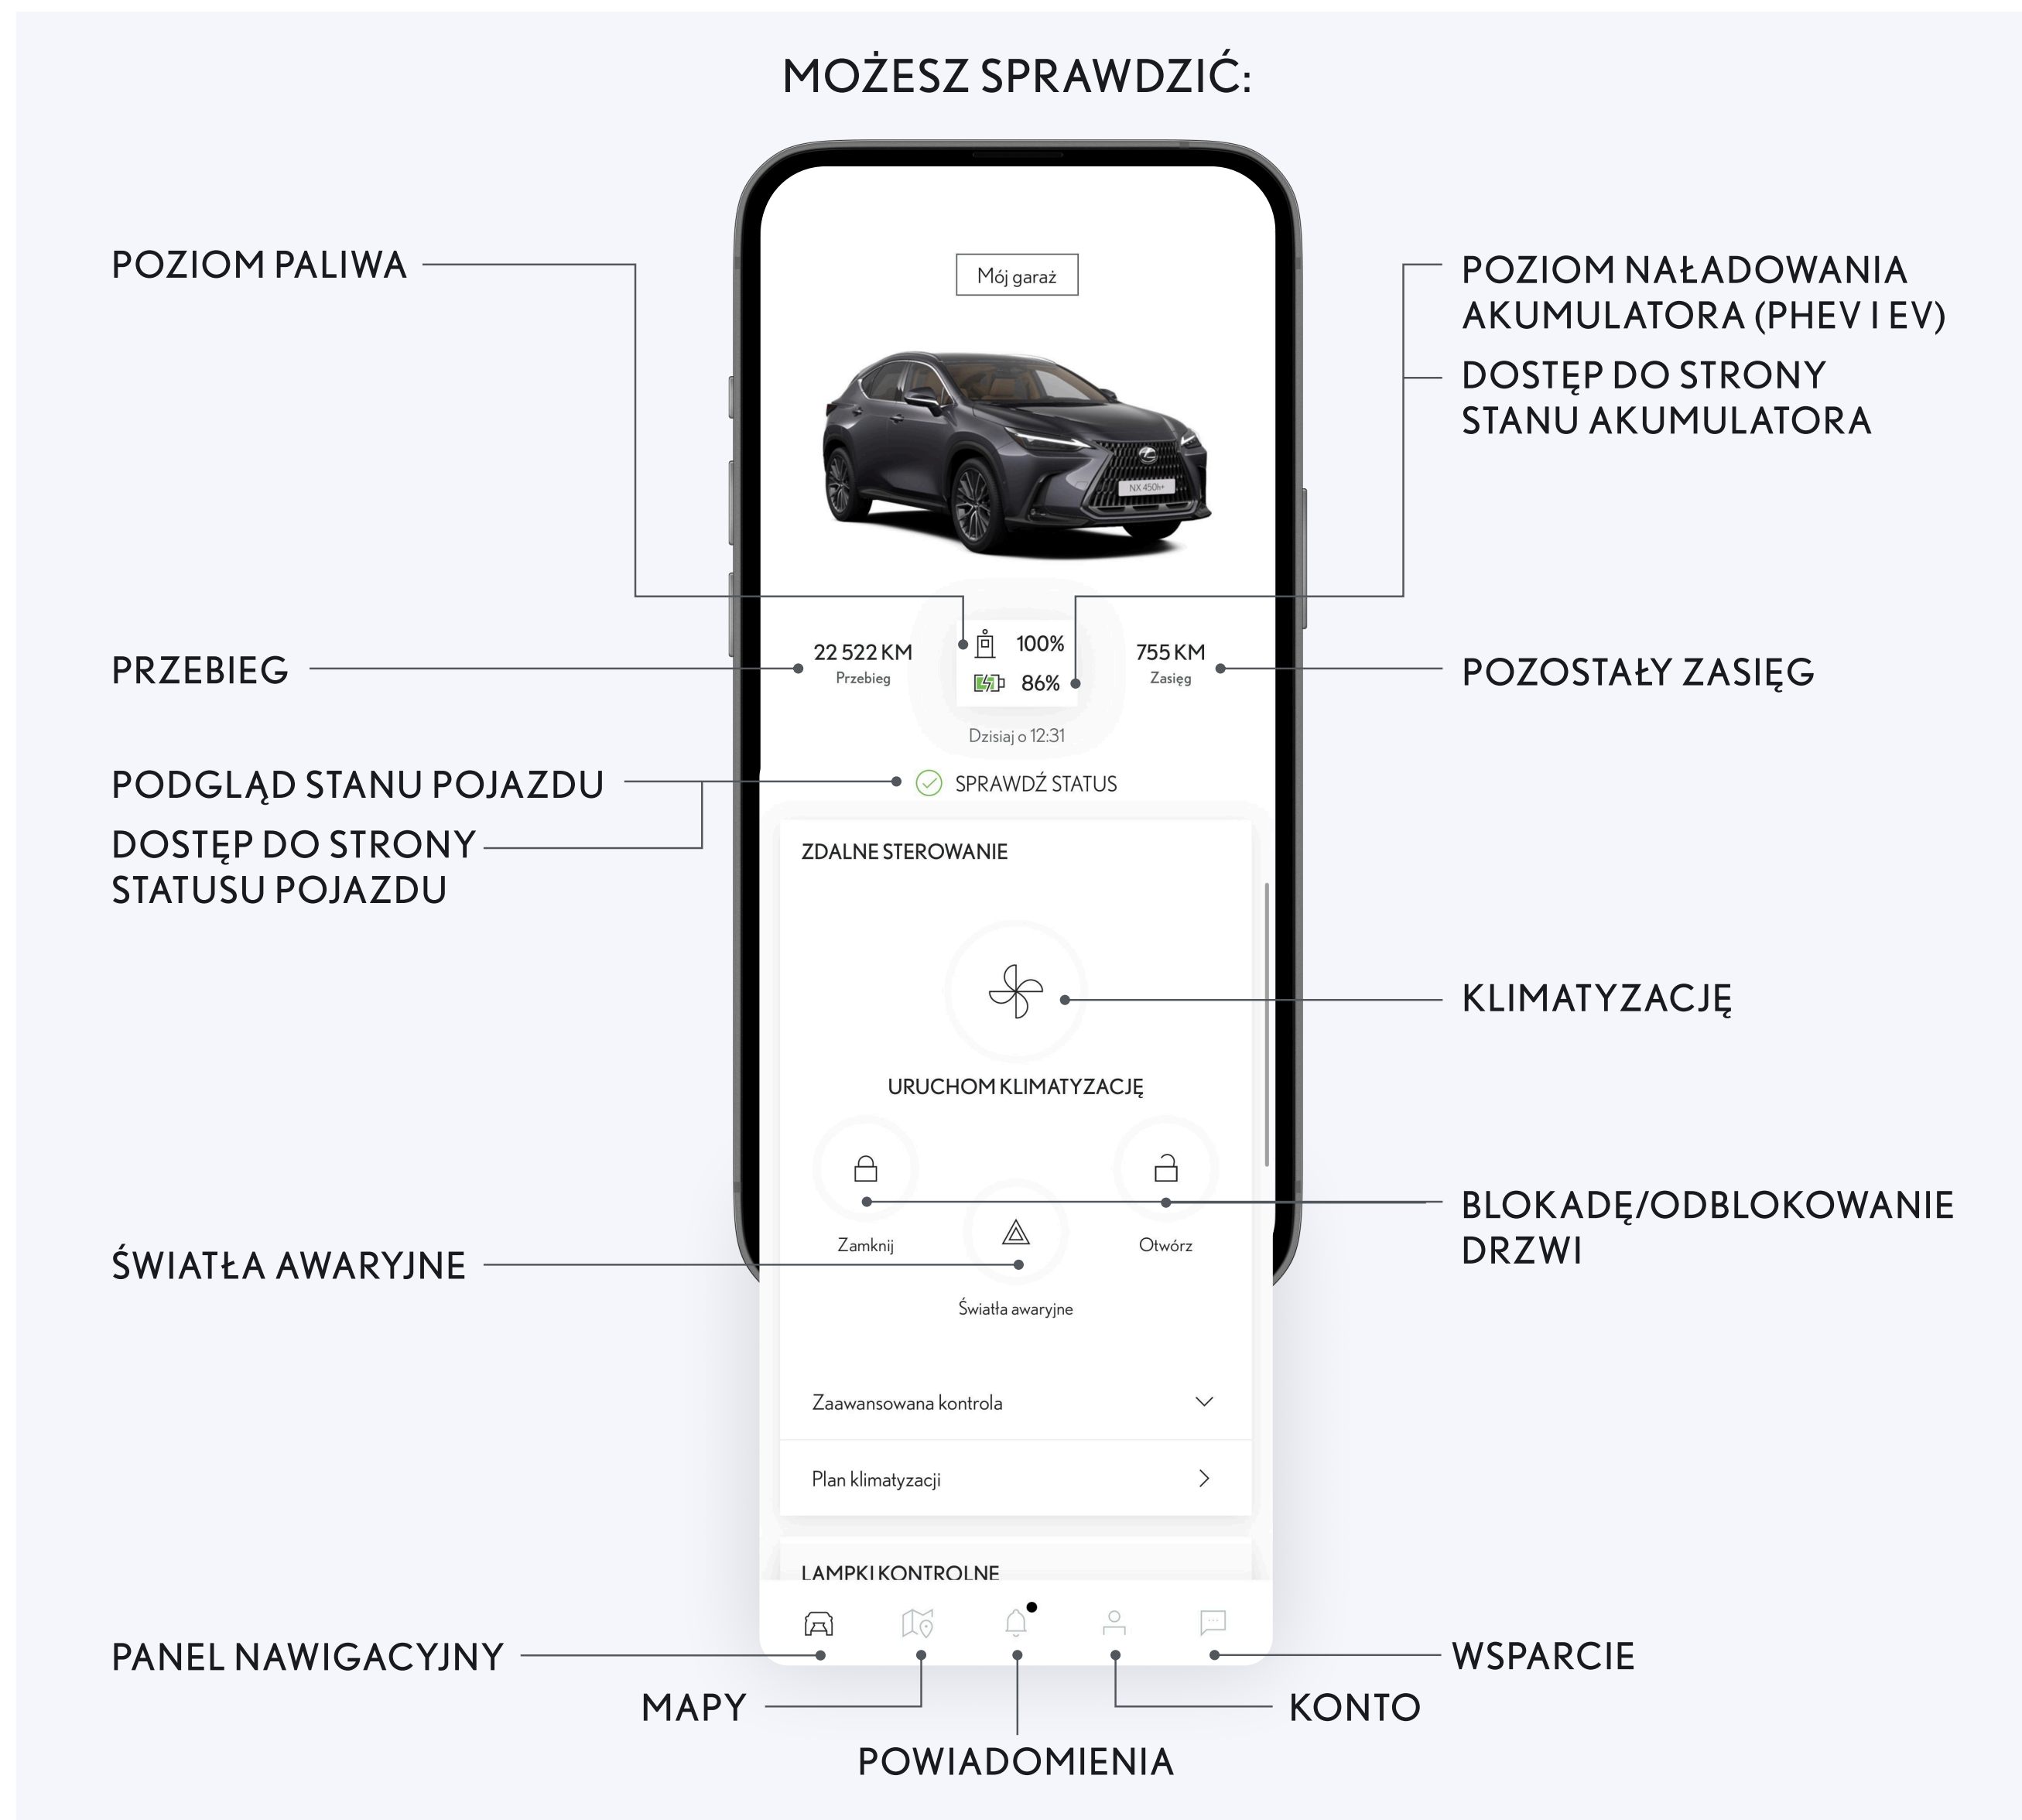 MOŻESZ SPRAWDZIĆ:
Mój garaż
POZIOM PALIWA
POZIOM NAŁADOWANIA
AKUMULATORA (PHEV I EV)
DOSTĘP DO STRONY
STANU AKUMULATORA
NX 450h+
PRZEBIEG
22 522 KM
Przebieg
100%
86%
755 KM
Zasięg
POZOSTAŁY ZASIĘG
Dzisiaj o 12:31
PODGLĄD STANU POJAZDU
SPRAWDŹ STATUS
DOSTĘP DO STRONY
STATUSU POJAZDU
ZDALNE STEROWANIE
KLIMATYZACJĘ
URUCHOM KLIMATYZACJĘ
BLOKADĘ/ODBLOKOWANIE
DRZWI
Zamknij
Otwórz
ŚWIATŁA AWARYJNE
Światła awaryjne
Zaawansowana kontrola
Plan klimatyzacji
LAMPKI KONTROLNE
PANEL NAWIGACYJNY
WSPARCIE
MAPY
KONTO
POWIADOMIENIA